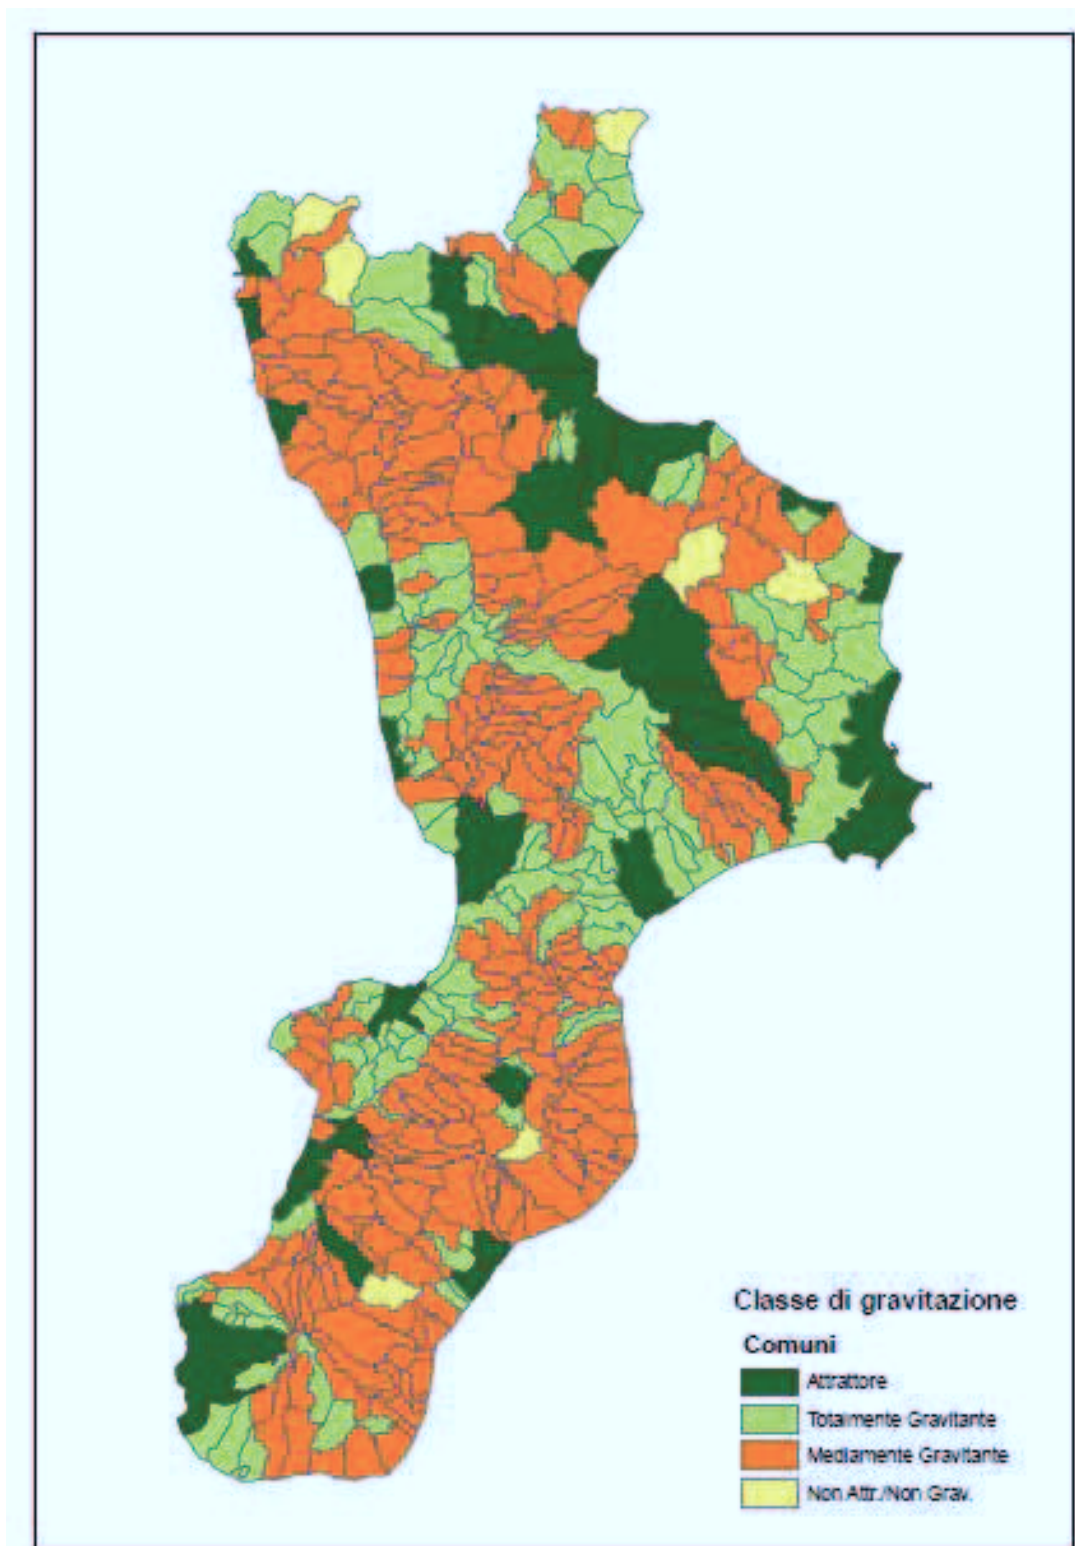 Classe di gravitazione
Comuni
Attrattore
Totalmente Gravitante
Mediamente Gravitante
Non Attr./Non Grav.